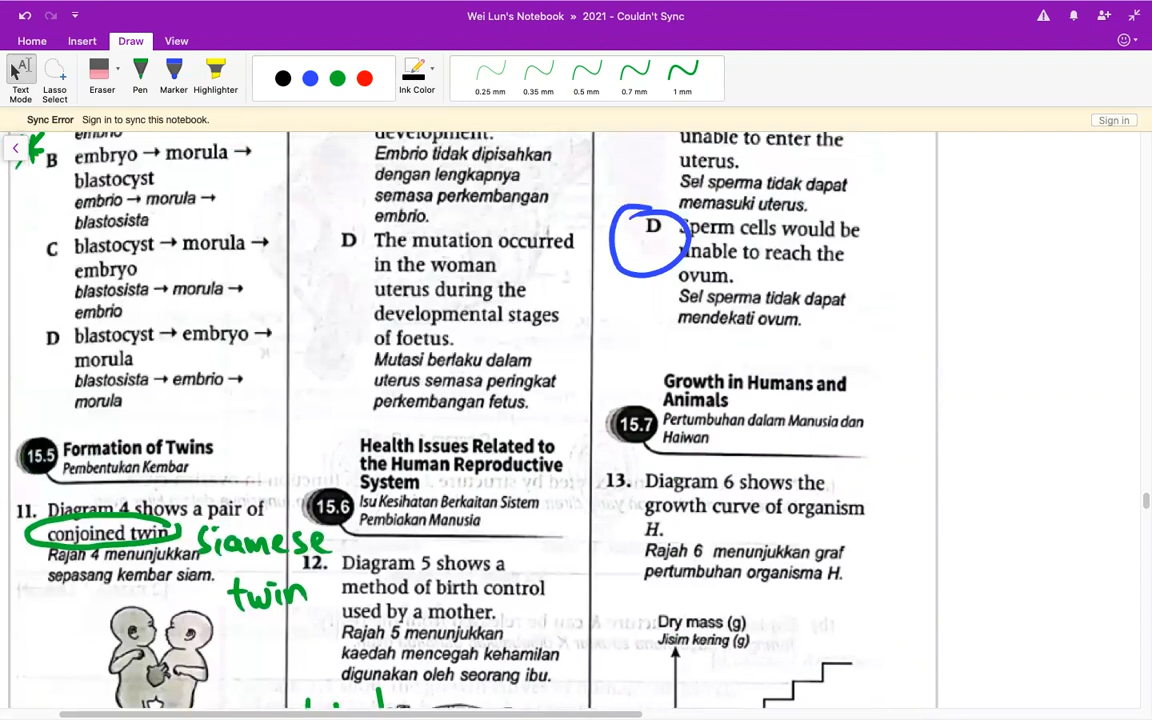 Wei Lun's Notebook » 2021 - Couldn't Sync
Home Insert Draw View
Text Mode
Lasso Select
Eraser
Pen
Marker
Highlighter
Ink Color
0.25 mm 0.35 mm 0.5 mm 0.7 mm 1 mm
Sync Error Sign in to sync this notebook.
Sign in
embrio
B embryo → morula →
blastocyst
embrio → morula →
blastosista
C blastocyst → morula →
embryo
blastosista → morula →
embrio
D blastocyst → embryo →
morula
blastosista → embrio →
morula
15.5 Formation of Twins
Pembentukan Kembar
11. Diagram 4 shows a pair of
conjoined twin
Siamese
twin
Rajah 4 menunjukkan
sepasang kembar siam.
development.
Embrio tidak dipisahkan
dengan lengkapnya
semasa perkembangan
embrio.
D The mutation occurred
in the woman
uterus during the
developmental stages
of foetus.
Mutasi berlaku dalam
uterus semasa peringkat
perkembangan fetus.
15.6 Health Issues Related to
the Human Reproductive
System
Isu Kesihatan Berkaitan Sistem
Pembiakan Manusia
12. Diagram 5 shows a
method of birth control
used by a mother.
Rajah 5 menunjukkan
kaedah mencegah kehamilan
digunakan oleh seorang ibu.
unable to enter the
uterus.
Sel sperma tidak dapat
memasuki uterus.
D Sperm cells would be
unable to reach the
ovum.
Sel sperma tidak dapat
mendekati ovum.
15.7 Growth in Humans and
Animals
Pertumbuhan dalam Manusia dan
Haiwan
13. Diagram 6 shows the
growth curve of organism
H.
Rajah 6 menunjukkan graf
pertumbuhan organisma H.
Dry mass (g)
Jisim kering (g)